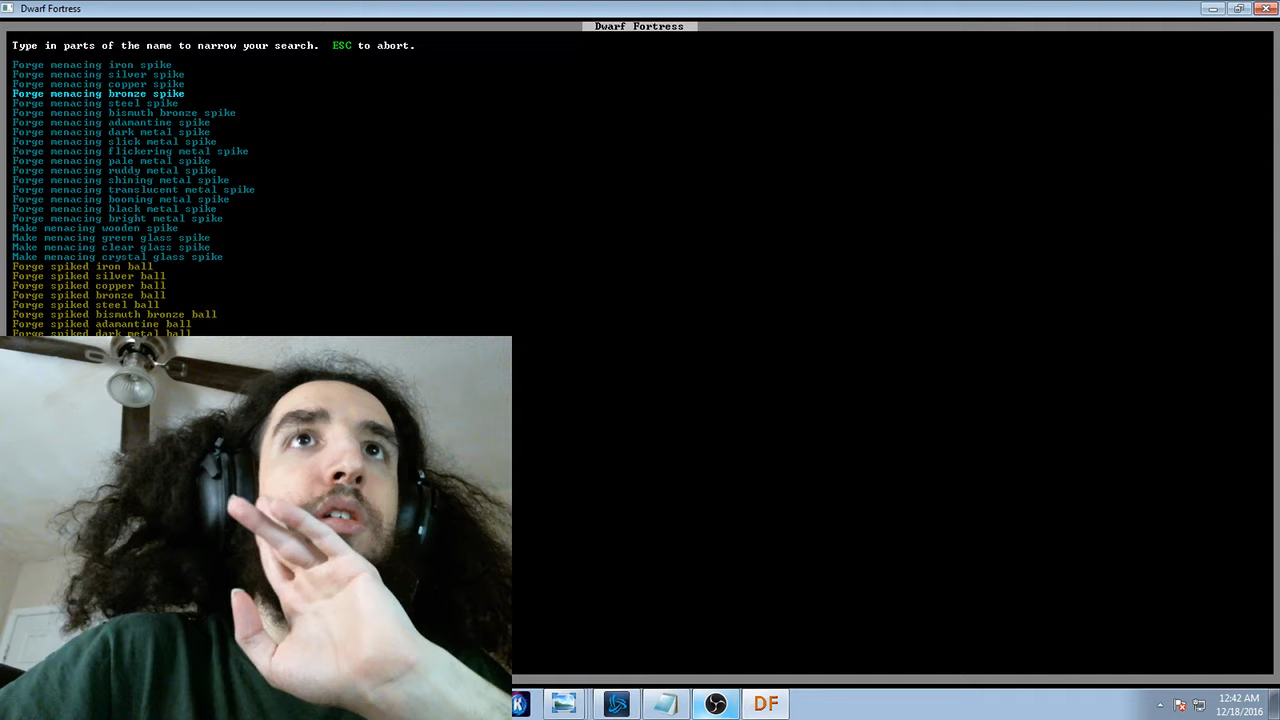 Dwarf Fortress
Dwarf Fortress
Type in parts of the name to narrow your search.  ESC to abort.
Forge menacing iron spike
Forge menacing silver spike
Forge menacing copper spike
Forge menacing bronze spike
Forge menacing steel spike
Forge menacing bismuth bronze spike
Forge menacing adamantine spike
Forge menacing dark metal spike
Forge menacing slick metal spike
Forge menacing flickering metal spike
Forge menacing pale metal spike
Forge menacing ruddy metal spike
Forge menacing shining metal spike
Forge menacing translucent metal spike
Forge menacing booming metal spike
Forge menacing black metal spike
Forge menacing bright metal spike
Make menacing wooden spike
Make menacing green glass spike
Make menacing clear glass spike
Make menacing crystal glass spike
Forge spiked iron ball
Forge spiked silver ball
Forge spiked copper ball
Forge spiked bronze ball
Forge spiked steel ball
Forge spiked bismuth bronze ball
Forge spiked adamantine ball
Forge spiked dark metal ball
K
DF
12:42 AM
12/18/2016